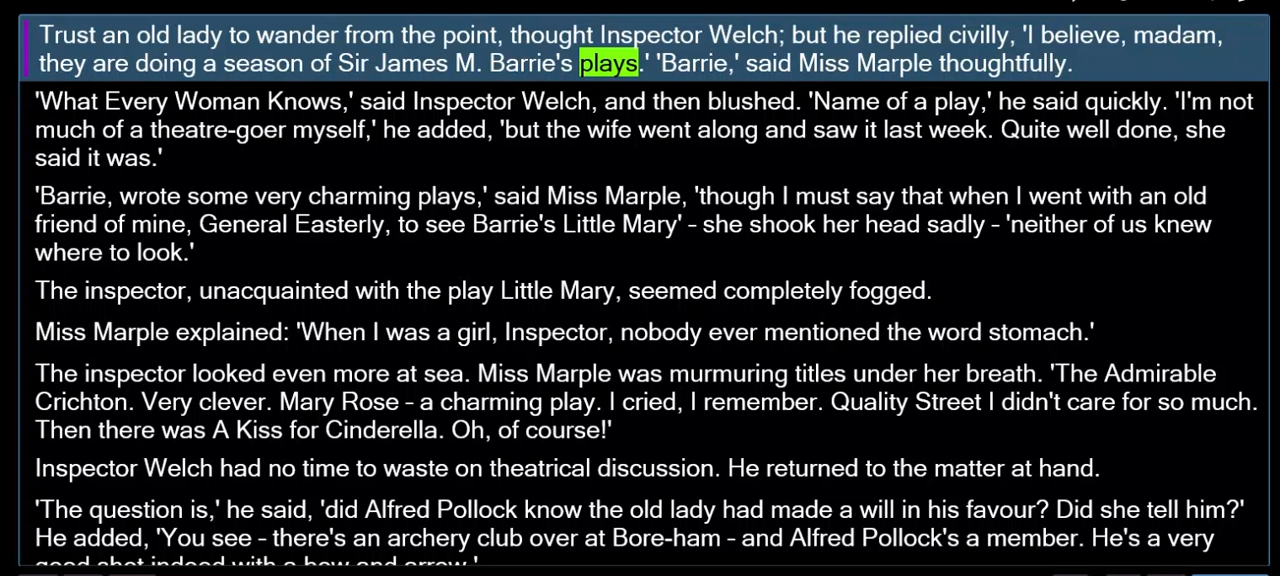 Trust an old lady to wander from the point, thought Inspector Welch; but he replied civilly, 'I believe, madam,
they are doing a season of Sir James M. Barrie's plays.' 'Barrie,' said Miss Marple thoughtfully.
'What Every Woman Knows,' said Inspector Welch, and then blushed. 'Name of a play,' he said quickly. 'I'm not
much of a theatre-goer myself,' he added, 'but the wife went along and saw it last week. Quite well done, she
said it was.'
'Barrie, wrote some very charming plays,' said Miss Marple, 'though I must say that when I went with an old
friend of mine, General Easterly, to see Barrie's Little Mary' - she shook her head sadly - 'neither of us knew
where to look.'
The inspector, unacquainted with the play Little Mary, seemed completely fogged.
Miss Marple explained: 'When I was a girl, Inspector, nobody ever mentioned the word stomach.'
The inspector looked even more at sea. Miss Marple was murmuring titles under her breath. 'The Admirable
Crichton. Very clever. Mary Rose - a charming play. I cried, I remember. Quality Street I didn't care for so much.
Then there was A Kiss for Cinderella. Oh, of course!'
Inspector Welch had no time to waste on theatrical discussion. He returned to the matter at hand.
'The question is,' he said, 'did Alfred Pollock know the old lady had made a will in his favour? Did she tell him?'
He added, 'You see - there's an archery club over at Bore-ham - and Alfred Pollock's a member. He's a very
good shot indeed with a bow and arrow.'